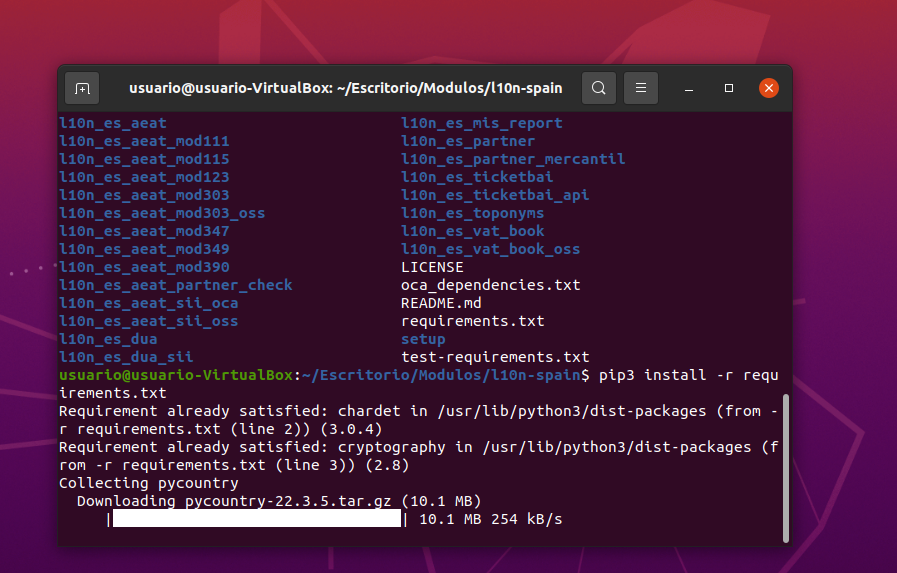 usuario@usuario-VirtualBox: ~/Escritorio/Modulos/l10n-spain
l10n_es_aeat l10n_es_mis_report
l10n_es_aeat_mod111 l10n_es_partner
l10n_es_aeat_mod115 l10n_es_partner_mercantil
l10n_es_aeat_mod123 l10n_es_ticketbai
l10n_es_aeat_mod303 l10n_es_ticketbai_api
l10n_es_aeat_mod303_oss l10n_es_toponyms
l10n_es_aeat_mod347 l10n_es_vat_book
l10n_es_aeat_mod349 l10n_es_vat_book_oss
l10n_es_aeat_mod390 LICENSE
l10n_es_aeat_partner_check oca_dependencies.txt
l10n_es_aeat_sii_oca README.md
l10n_es_aeat_sii_oss requirements.txt
l10n_es_dua setup
l10n_es_dua_sii test-requirements.txt
usuario@usuario-VirtualBox:~/Escritorio/Modulos/l10n-spain$ pip3 install -r requ
irements.txt
Requirement already satisfied: chardet in /usr/lib/python3/dist-packages (from -
r requirements.txt (line 2)) (3.0.4)
Requirement already satisfied: cryptography in /usr/lib/python3/dist-packages (f
rom -r requirements.txt (line 3)) (2.8)
Collecting pycountry
Downloading pycountry-22.3.5.tar.gz (10.1 MB)
| | 10.1 MB 254 kB/s